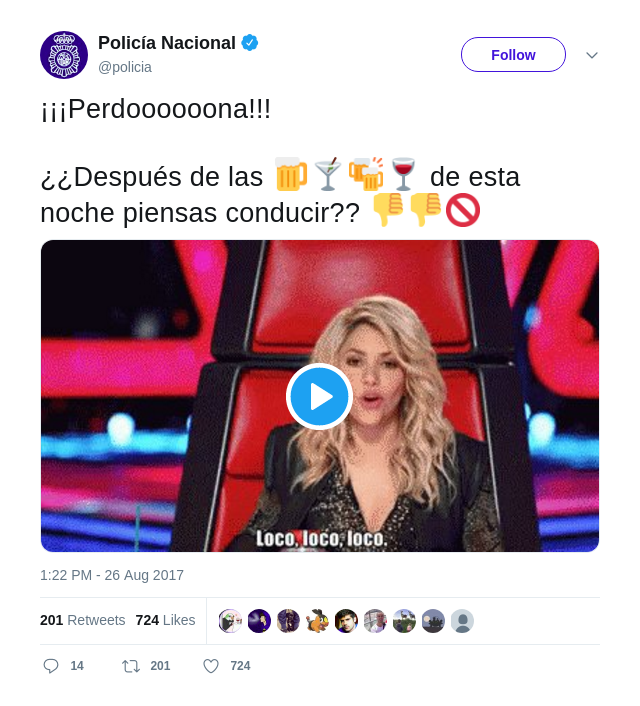 Policía Nacional
@policia
Follow
¡¡¡Perdoooooona!!!
¿¿Después de las 🍺🍸🍻🍷 de esta
noche piensas conducir?? 👎👎🚫
Loco, loco, loco.
1:22 PM - 26 Aug 2017
201 Retweets 724 Likes
14 201 724